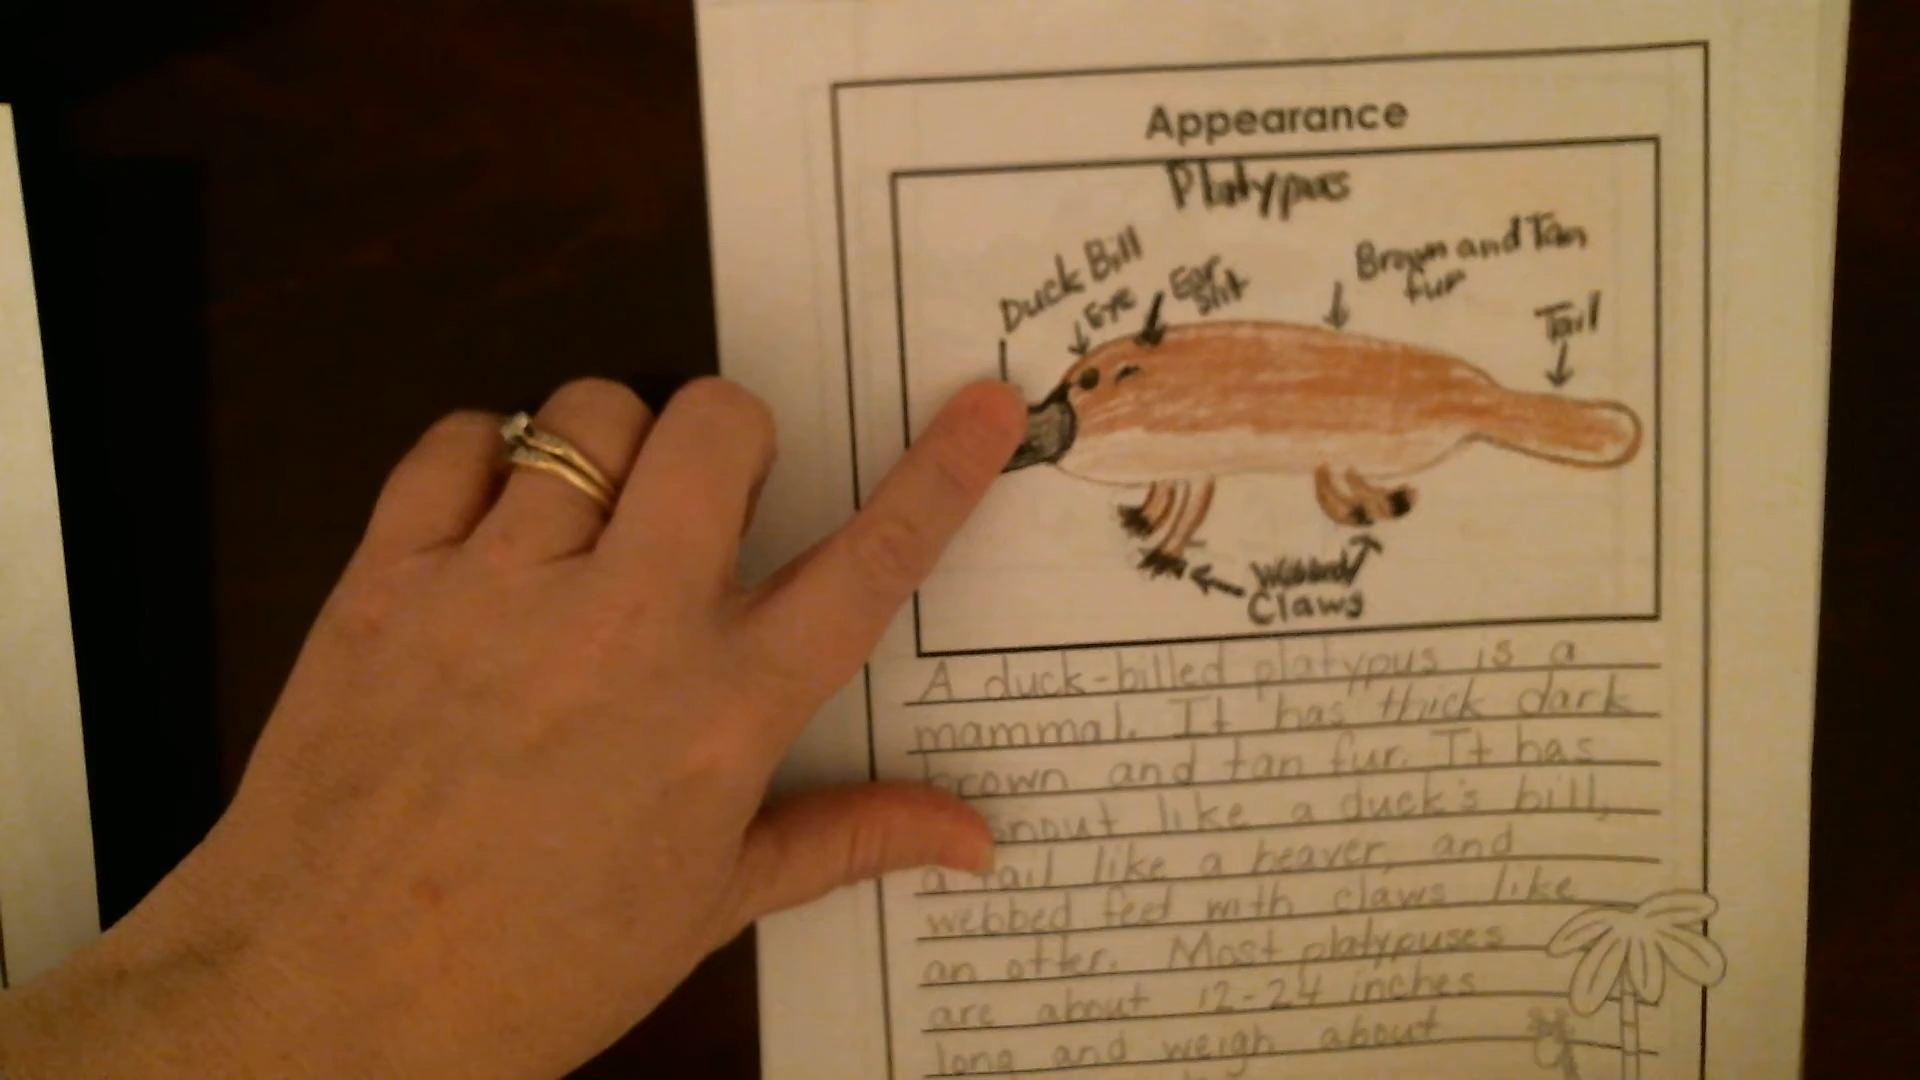 Appearance
Platypus
Duck Bill
Eye
Ear
slit
Brown and Tan
fur
Tail
Webbed
Claws
A duck-billed platypus is a
mammal. It has thick dark
brown and tan fur. It has
snout like a duck's bill,
a tail like a beaver, and
webbed feet with claws like
an otter. Most platypuses
are about 12-24 inches
long and weigh about